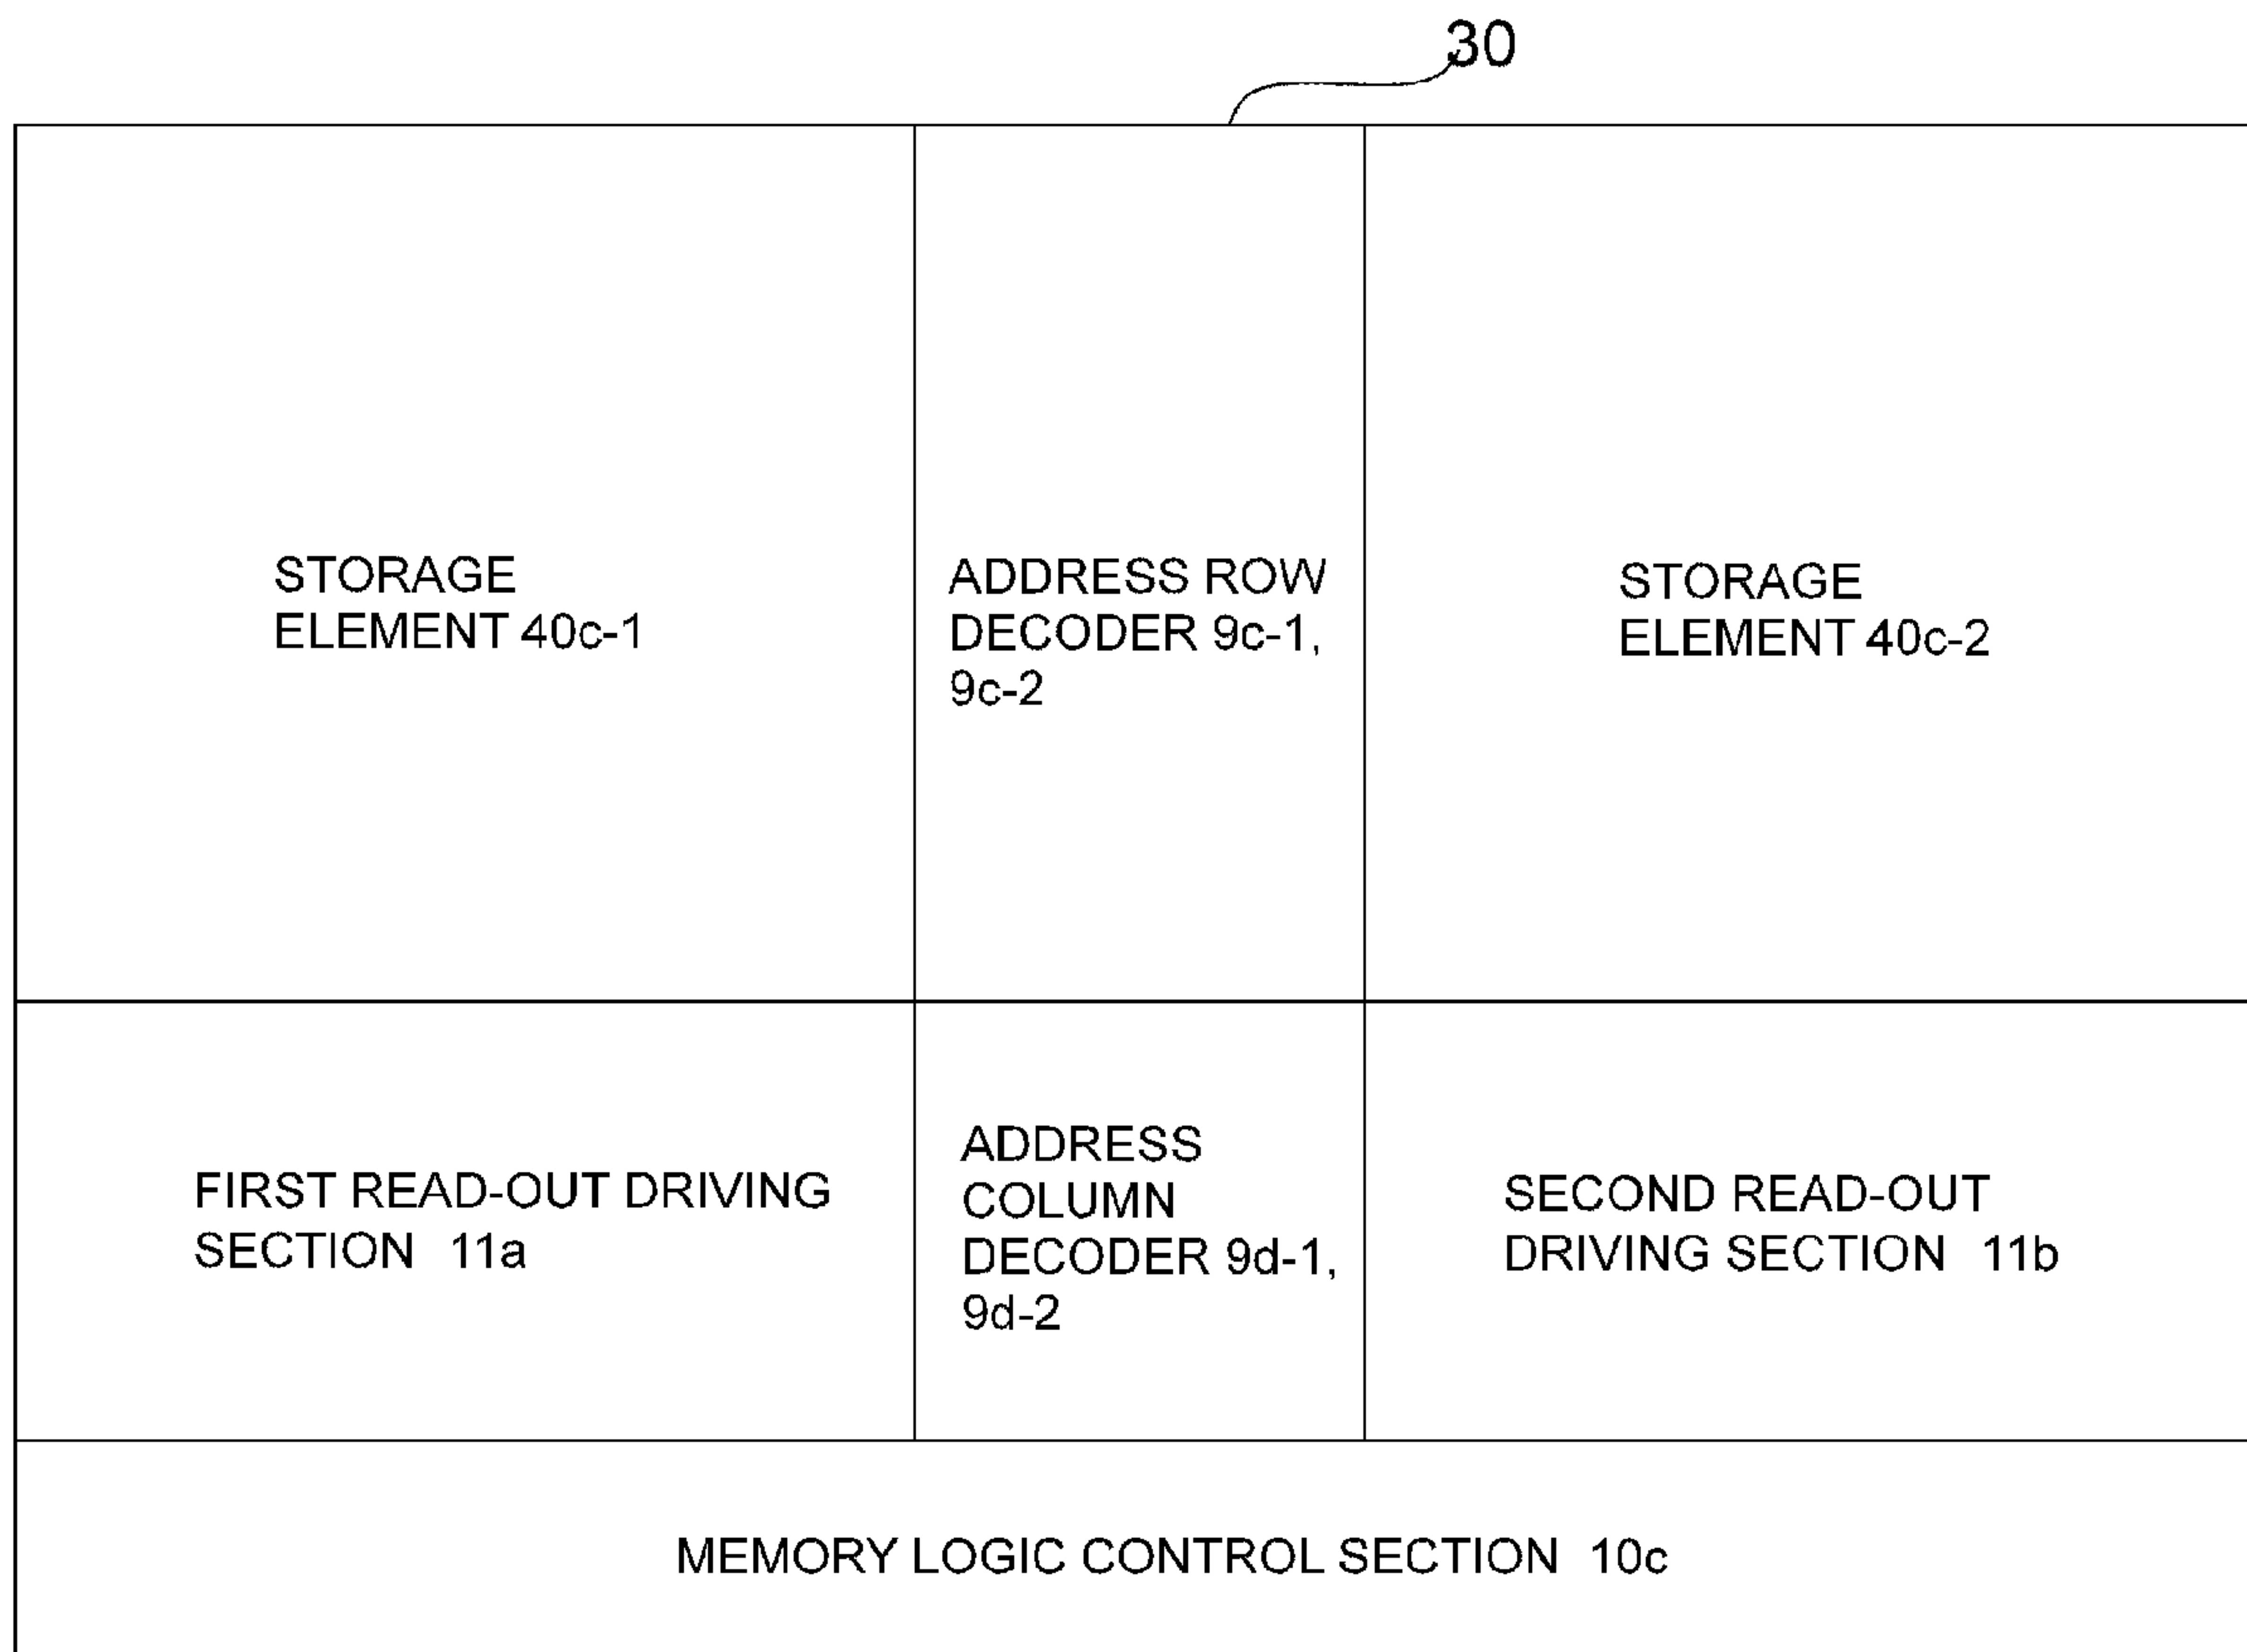 30
STORAGE
ELEMENT 40c-1
ADDRESS ROW
DECODER 9c-1,
9c-2
STORAGE
ELEMENT 40c-2
FIRST READ-OUT DRIVING
SECTION 11a
ADDRESS
COLUMN
DECODER 9d-1,
9d-2
SECOND READ-OUT
DRIVING SECTION 11b
MEMORY LOGIC CONTROL SECTION 10c